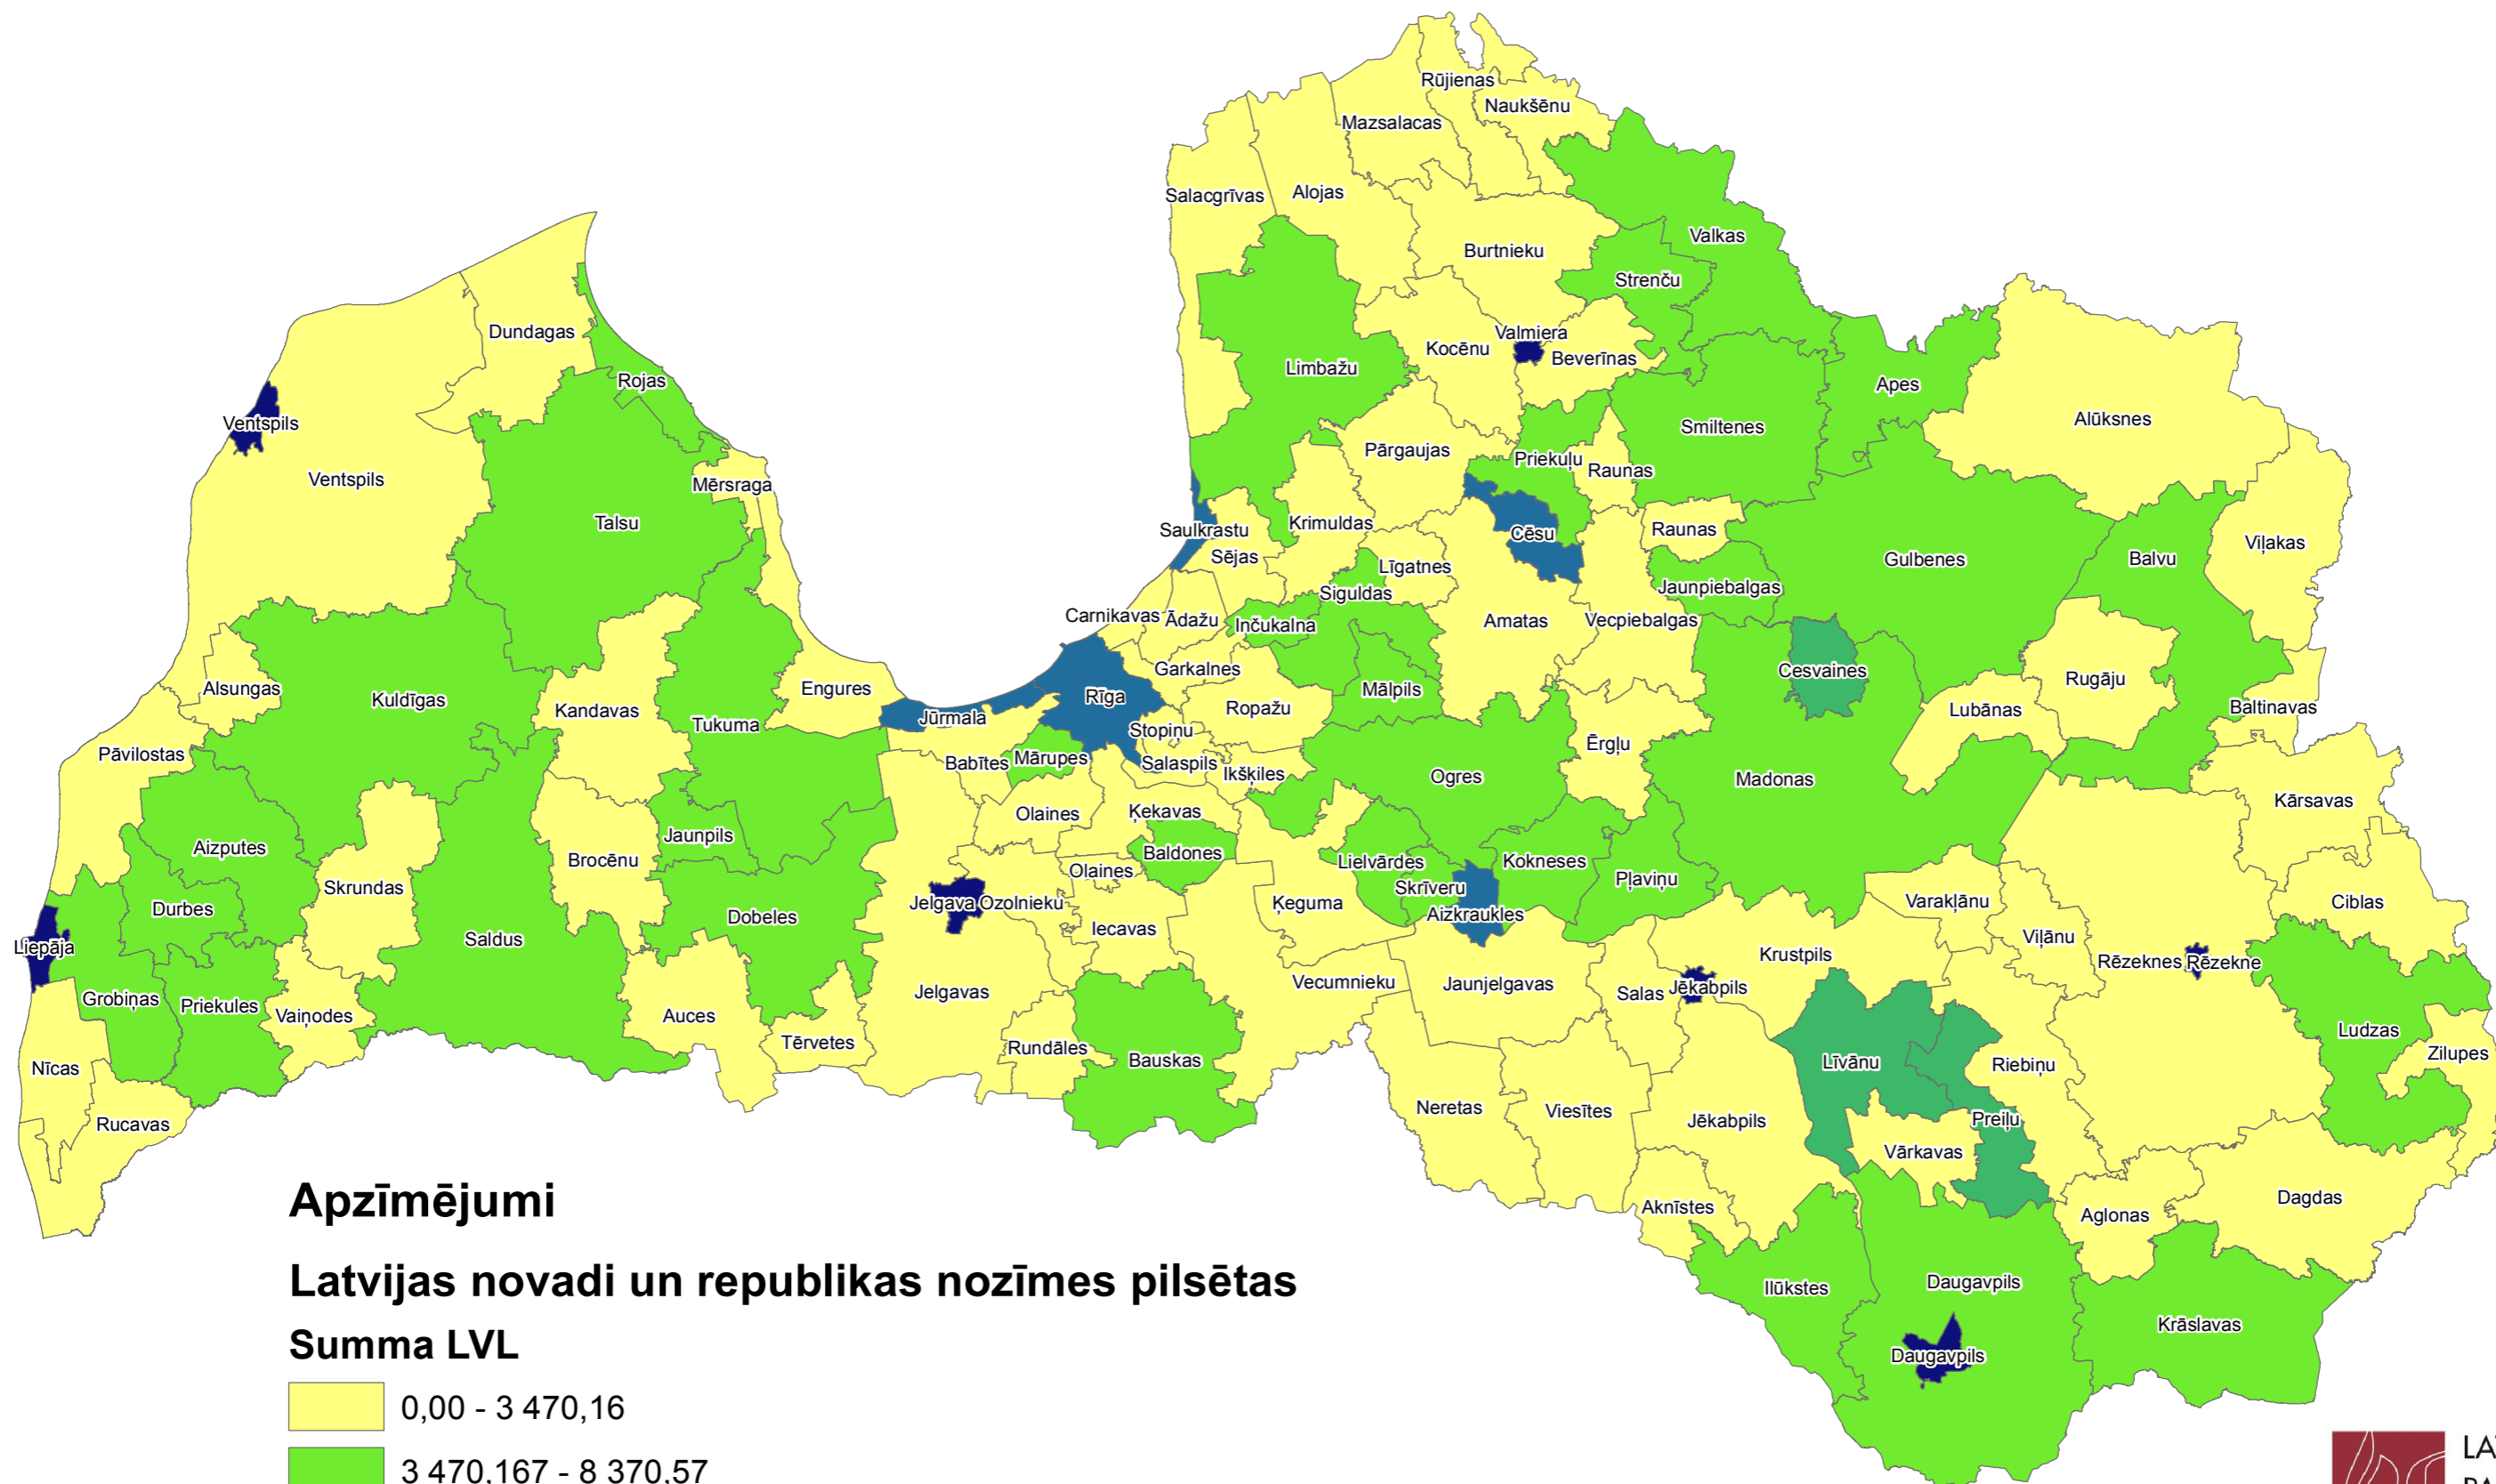 Rūjienas
Naukšēnu
Mazsalacas
Salacgrīvas
Alojas
Burtnieku
Valkas
Strenču
Dundagas
Valmiera
Kocēnu
Beverīnas
Limbažu
Rojas
Apes
Alūksnes
Ventspils
Smiltenes
Pārgaujas
Priekuļu
Raunas
Ventspils
Mērsraga
Talsu
Krimuldas
Saulkrastu
Cēsu
Raunas
Viļakas
Sējas
Līgatnes
Gulbenes
Balvu
Siguldas
Jaunpiebalgas
Carnikavas
Ādažu
Inčukalna
Amatas
Vecpiebalgas
Garkalnes
Cesvaines
Rugāju
Alsungas
Engures
Mālpils
Kuldīgas
Rīga
Kandavas
Ropažu
Lubānas
Baltinavas
Jūrmala
Tukuma
Stopiņu
Ērgļu
Pāvilostas
Babītes
Mārupes
Salaspils
Ikšķiles
Ogres
Madonas
Kārsavas
Olaines
Ķekavas
Jaunpils
Aizputes
Brocēnu
Baldones
Lielvārdes
Kokneses
Olaines
Pļaviņu
Skrundas
Skrīveru
Durbes
Jelgava
Ozolnieku
Ķeguma
Varakļānu
Ciblas
Dobeles
Aizkraukles
Iecavas
Saldus
Liepāja
Viļānu
Krustpils
Rēzeknes
Rēzekne
Grobiņas
Priekules
Vaiņodes
Auces
Jelgavas
Vecumnieku
Jaunjelgavas
Salas
Jēkabpils
Ludzas
Tērvetes
Rundāles
Bauskas
Zilupes
Nīcas
Līvānu
Riebiņu
Rucavas
Neretas
Viesītes
Jēkabpils
Preiļu
Vārkavas
Apzīmējumi
Aknīstes
Aglonas
Dagdas
Latvijas novadi un republikas nozīmes pilsētas
Ilūkstes
Daugavpils
Krāslavas
Summa LVL
Daugavpils
0,00 - 3 470,16
3 470,167 - 8 370,57